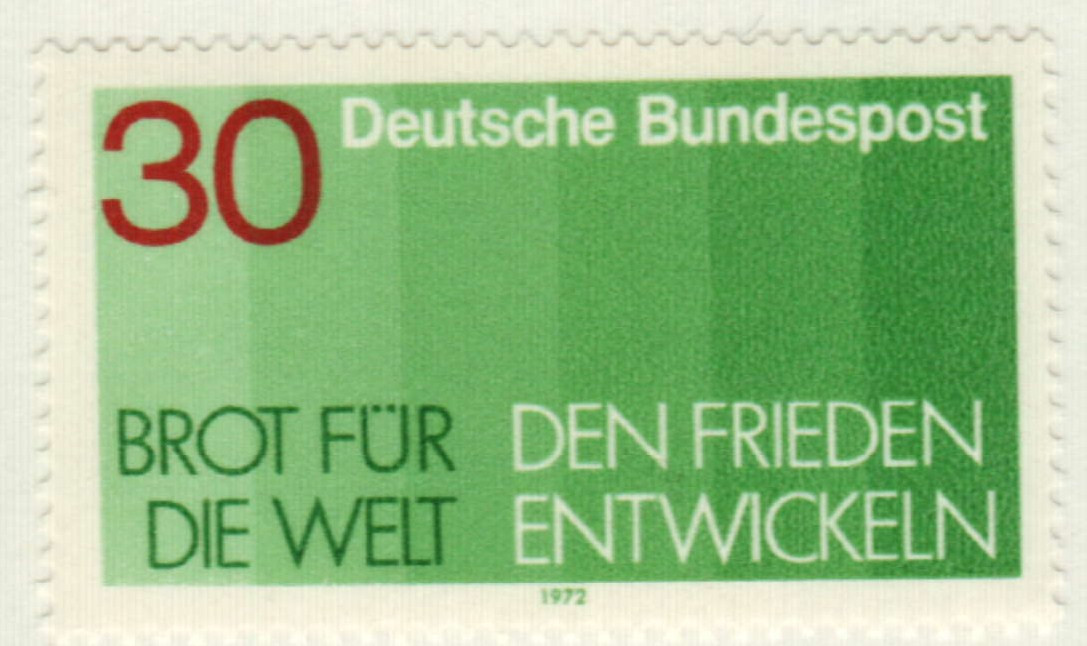 30 Deutsche Bundespost
BROT FÜR
DIE WELT
DEN FRIEDEN
ENTWICKELN
1972